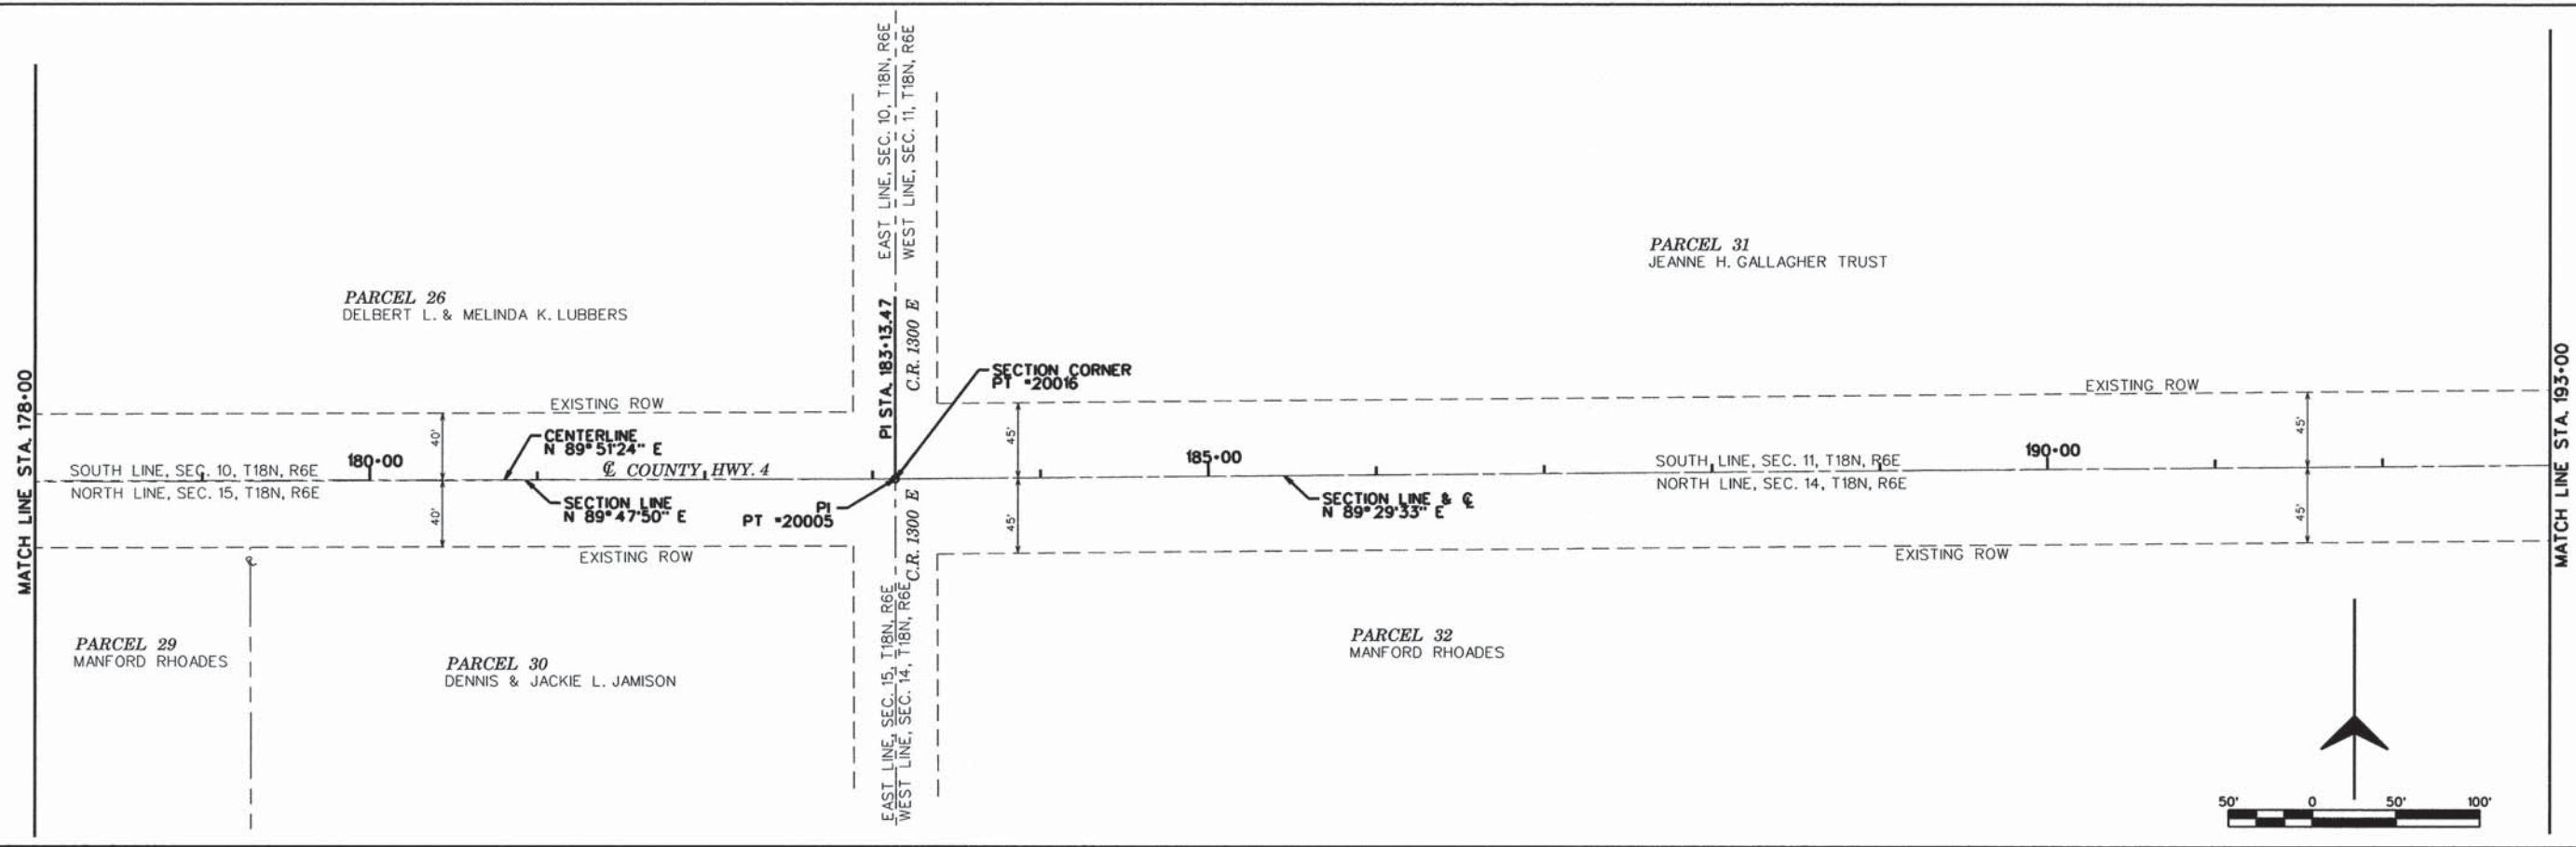 MATCH LINE STA. 178+00
PARCEL 26
DELBERT L. & MELINDA K. LUBBERS
EXISTING ROW
40'
CENTERLINE
N 89°51'24" E
SOUTH LINE, SEC. 10, T18N, R6E
NORTH LINE, SEC. 15, T18N, R6E
180+00
℄ COUNTY HWY. 4
SECTION LINE
N 89°47'50" E
40'
EXISTING ROW
PI
PT #20005
PARCEL 29
MANFORD RHOADES
PARCEL 30
DENNIS & JACKIE L. JAMISON
EAST LINE, SEC. 10, T18N, R6E
WEST LINE, SEC. 11, T18N, R6E
PI STA. 183+13.47
C.R. 1300 E
SECTION CORNER
PT #20016
C.R. 1300 E
EAST LINE, SEC. 15, T18N, R6E
WEST LINE, SEC. 14, T18N, R6E
45'
45'
185+00
SECTION LINE & ℄
N 89°29'33" E
PARCEL 31
JEANNE H. GALLAGHER TRUST
EXISTING ROW
SOUTH LINE, SEC. 11, T18N, R6E
NORTH LINE, SEC. 14, T18N, R6E
190+00
45'
45'
EXISTING ROW
PARCEL 32
MANFORD RHOADES
MATCH LINE STA. 193+00
50' 0 50' 100'